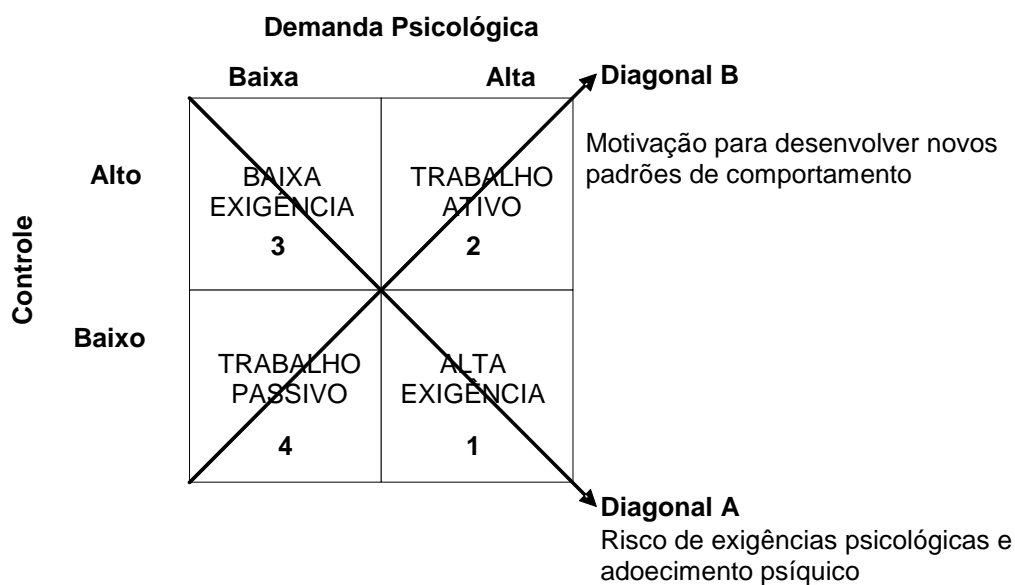 Demanda Psicológica
Baixa
Alta
Diagonal B
Motivação para desenvolver novos
padrões de comportamento
Controle
Alto
BAIXA
EXIGÊNCIA
3
TRABALHO
ATIVO
2
Baixo
TRABALHO
PASSIVO
4
ALTA
EXIGÊNCIA
1
Diagonal A
Risco de exigências psicológicas e
adoecimento psíquico